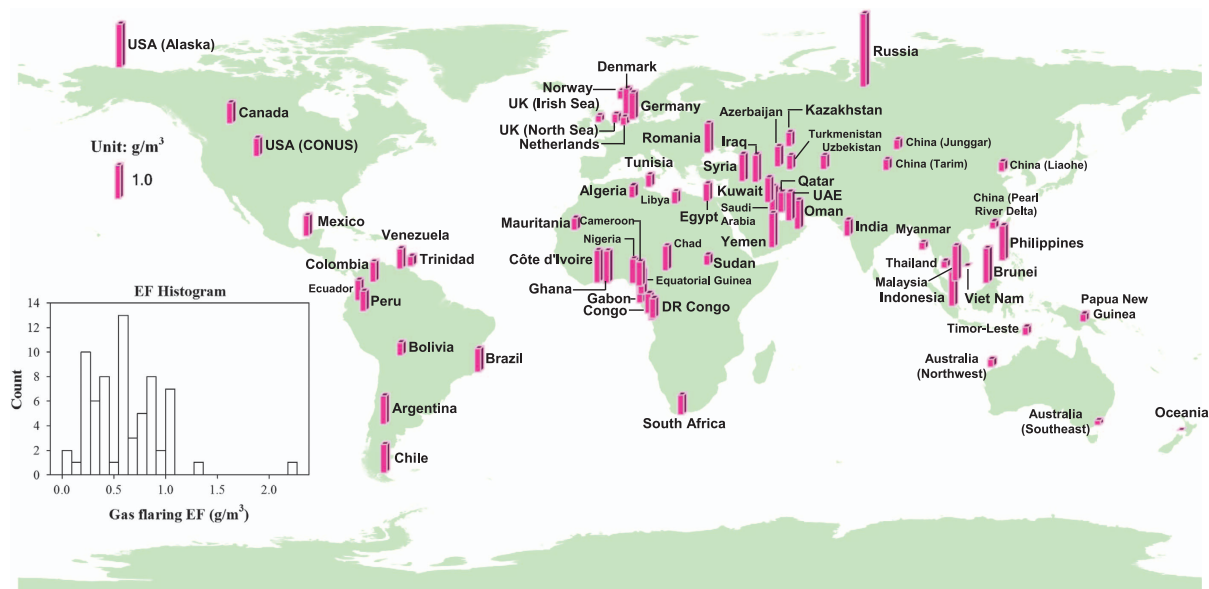 USA (Alaska)
Russia
Denmark
Norway
UK (Irish Sea)
Germany
Canada
Azerbaijan
Kazakhstan
UK (North Sea)
Netherlands
Romania
Iraq
Turkmenistan
Uzbekistan
China (Junggar)
USA (CONUS)
Unit: g/m³
1.0
Tunisia
Syria
China (Tarim)
China (Liaohe)
Algeria
Libya
Egypt
Kuwait
Qatar
UAE
Saudi
Arabia
Oman
China (Pearl
River Delta)
Mexico
Mauritania
Cameroon
Nigeria
Chad
Yemen
India
Myanmar
Philippines
Venezuela
Trinidad
Colombia
Côte d'Ivoire
Sudan
Thailand
Malaysia
Brunei
Ecuador
Peru
Ghana
Equatorial Guinea
Gabon
Congo
DR Congo
Indonesia
Viet Nam
Papua New
Guinea
Timor-Leste
Bolivia
Brazil
Australia
(Northwest)
Argentina
South Africa
Australia
(Southeast)
Oceania
Chile
EF Histogram
Count
14
12
10
8
6
4
2
0
0.0 0.5 1.0 1.5 2.0
Gas flaring EF (g/m³)